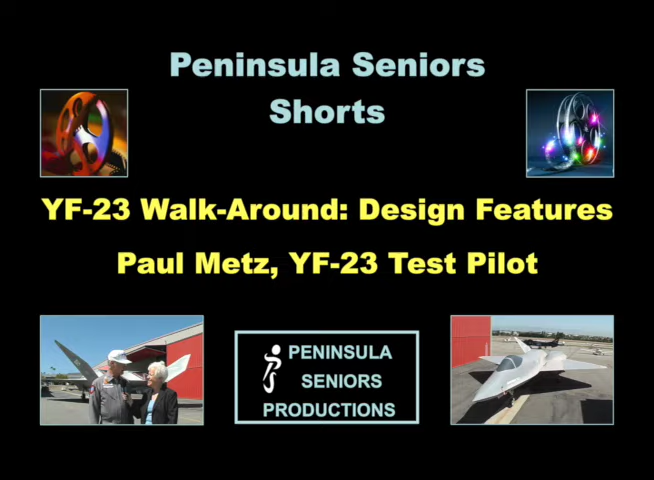 Peninsula Seniors
Shorts
YF-23 Walk-Around: Design Features
Paul Metz, YF-23 Test Pilot
PENINSULA
SENIORS
PRODUCTIONS